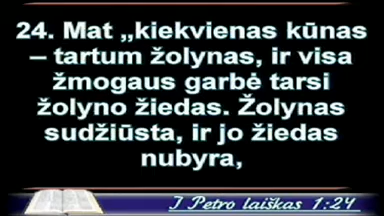 24. Mat „kiekvienas kūnas
– tartum žolynas, ir visa
žmogaus garbė tarsi
žolyno žiedas. Žolynas
sudžiūsta, ir jo žiedas
nubyra,
I Petro laiškas 1:24